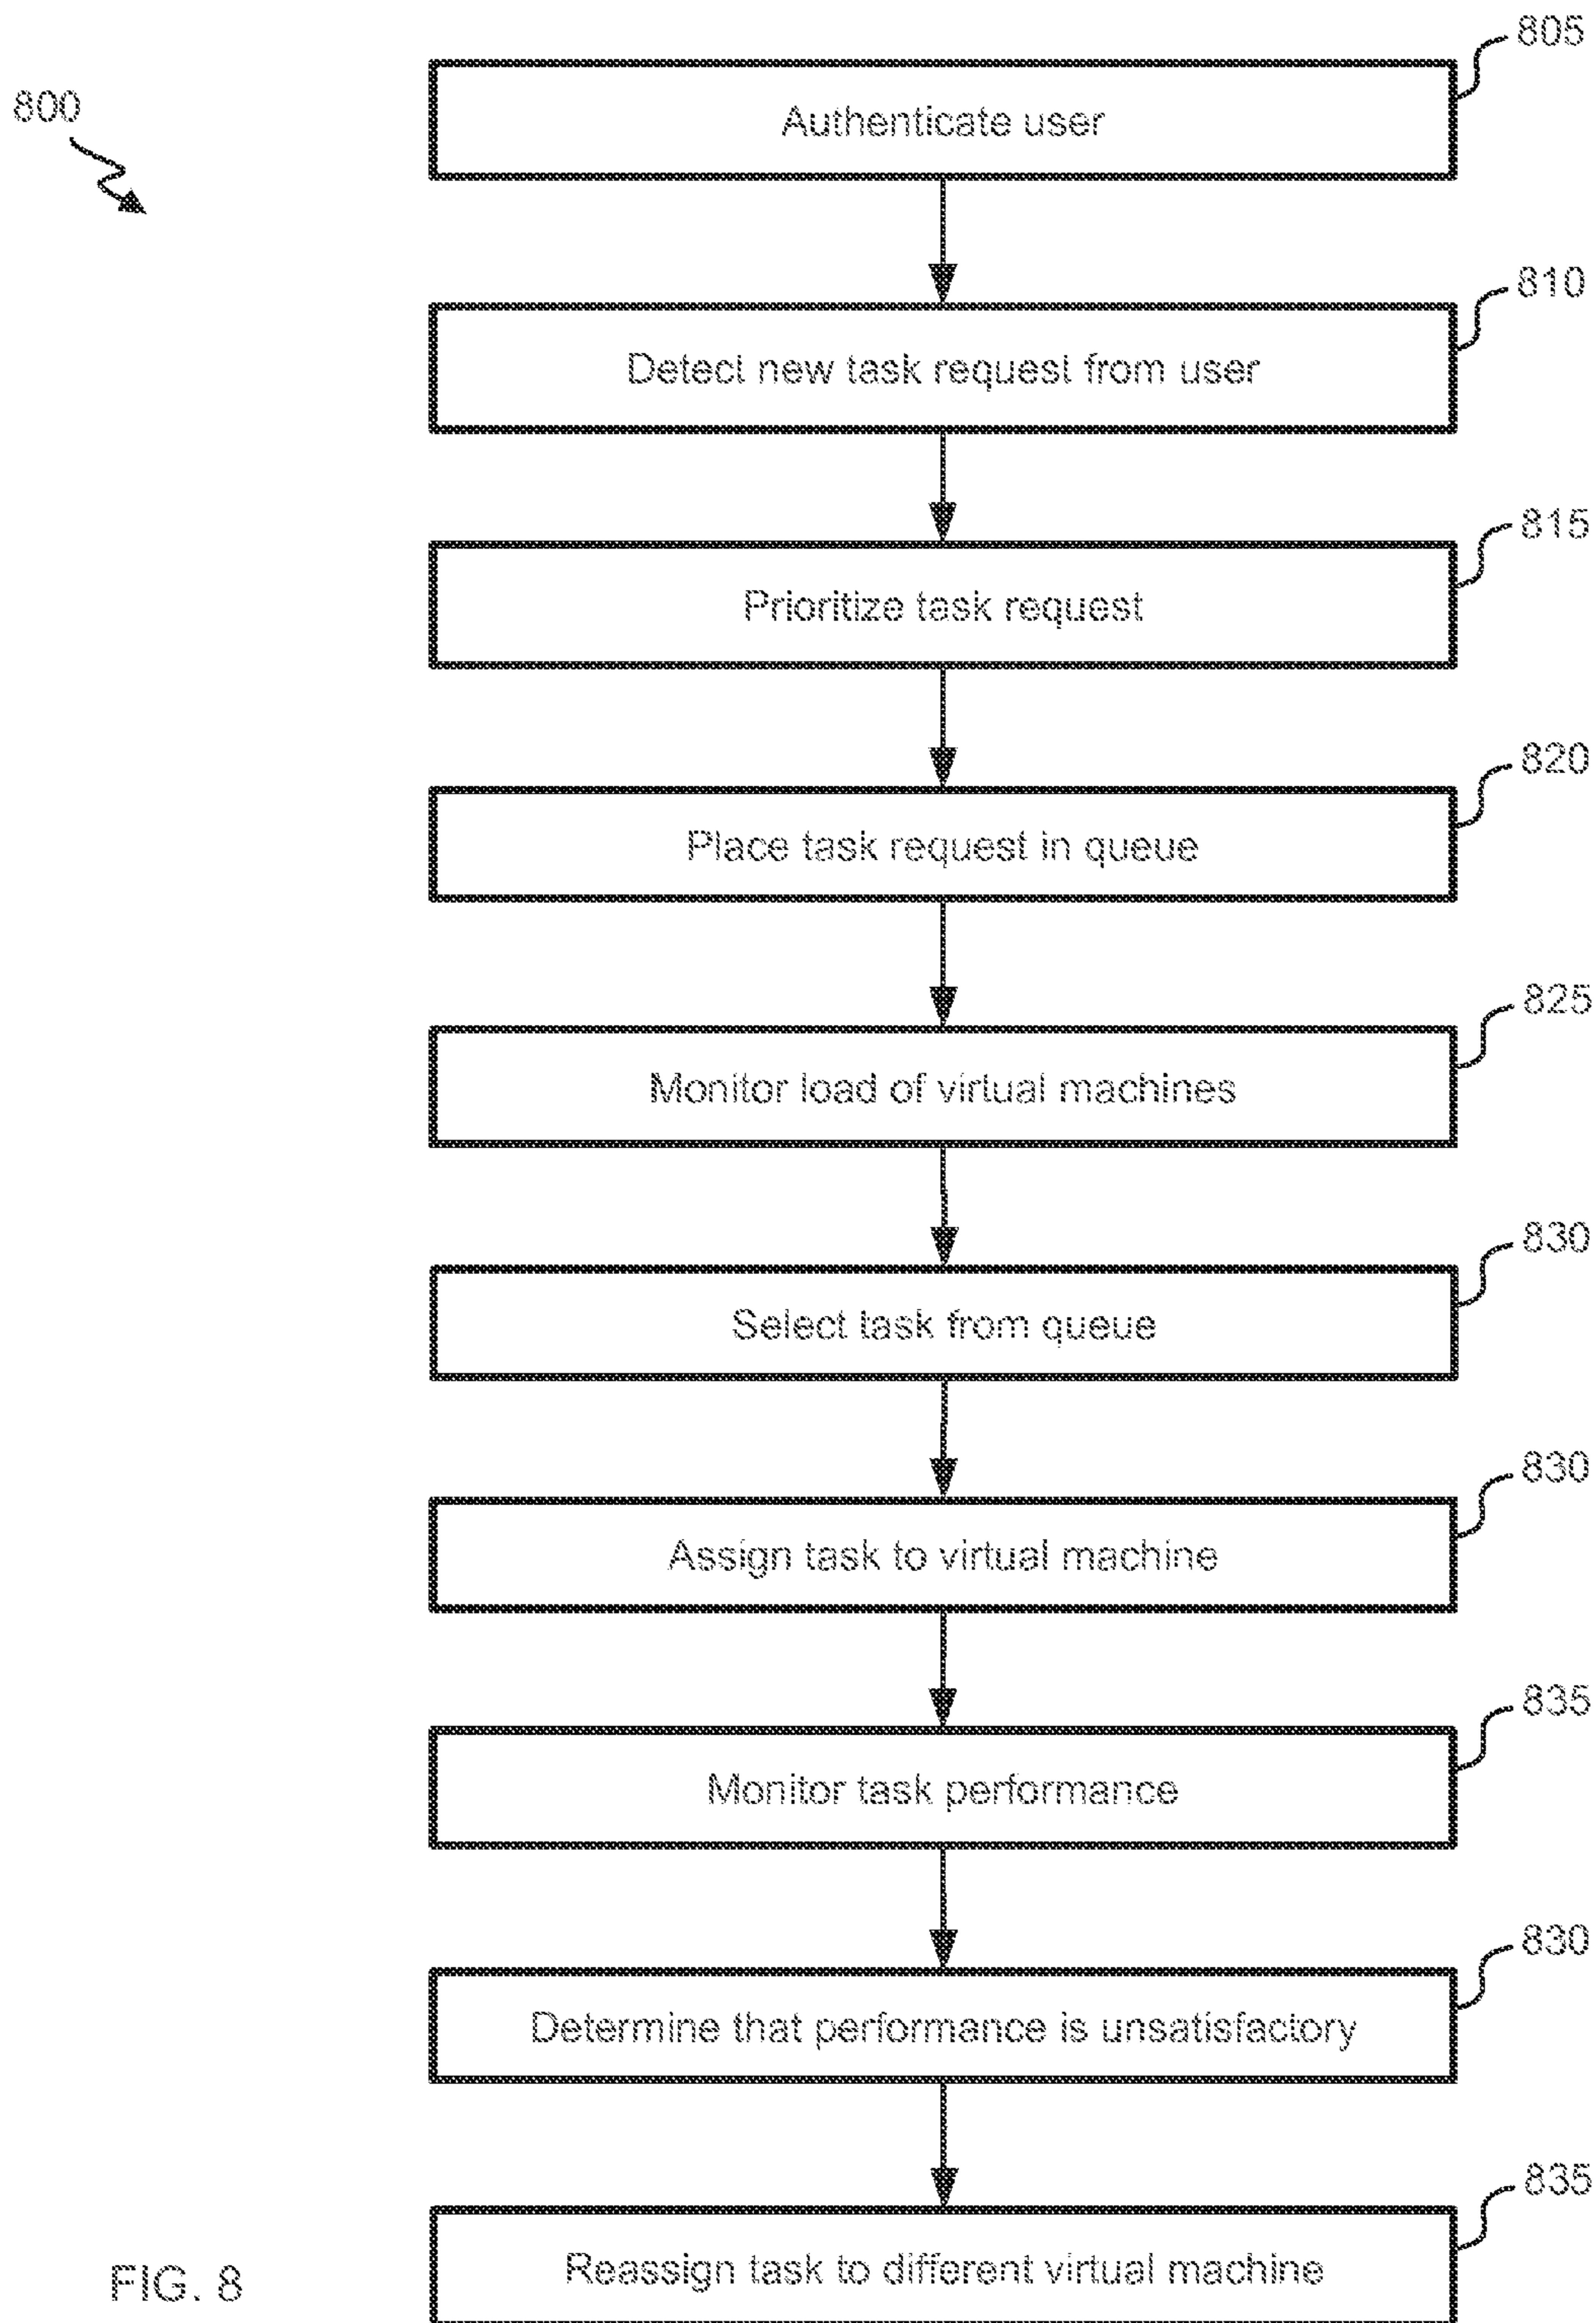 805
800
Authenticate user
810
Detect new task request from user
815
Prioritize task request
820
Place task request in queue
825
Monitor load of virtual machines
830
Select task from queue
830
Assign task to virtual machine
835
Monitor task performance
830
Determine that performance is unsatisfactory
835
Reassign task to different virtual machine
FIG. 8